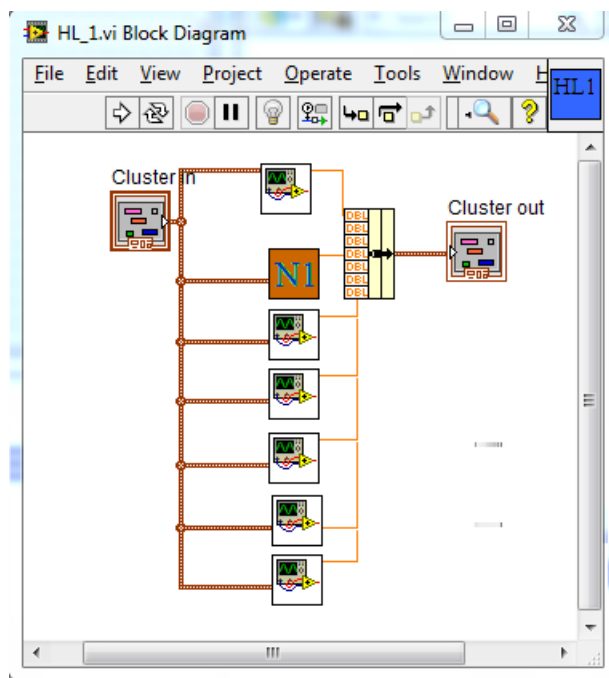 HL_1.vi Block Diagram
File Edit View Project Operate Tools Window H
HL1
Cluster in
Cluster out
DBL
DBL
DBL
DBL
DBL
DBL
DBL
N1